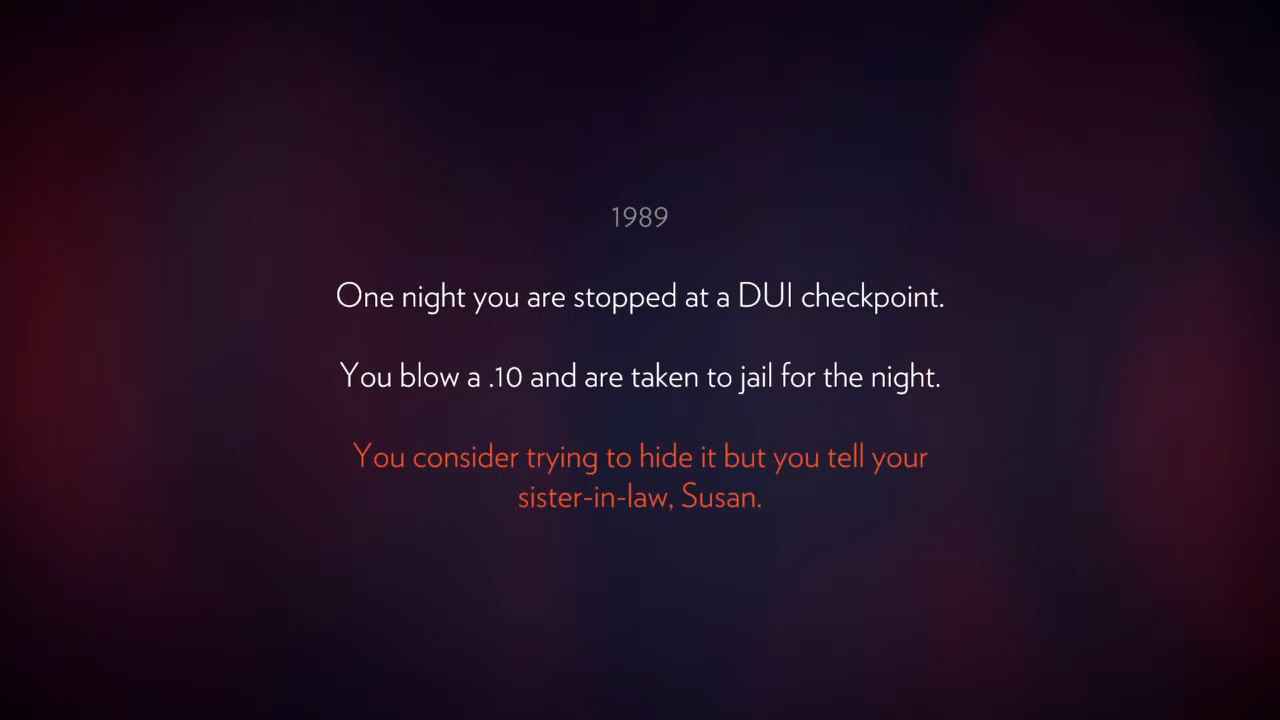 1989
One night you are stopped at a DUI checkpoint.
You blow a .10 and are taken to jail for the night.
You consider trying to hide it but you tell your
sister-in-law, Susan.